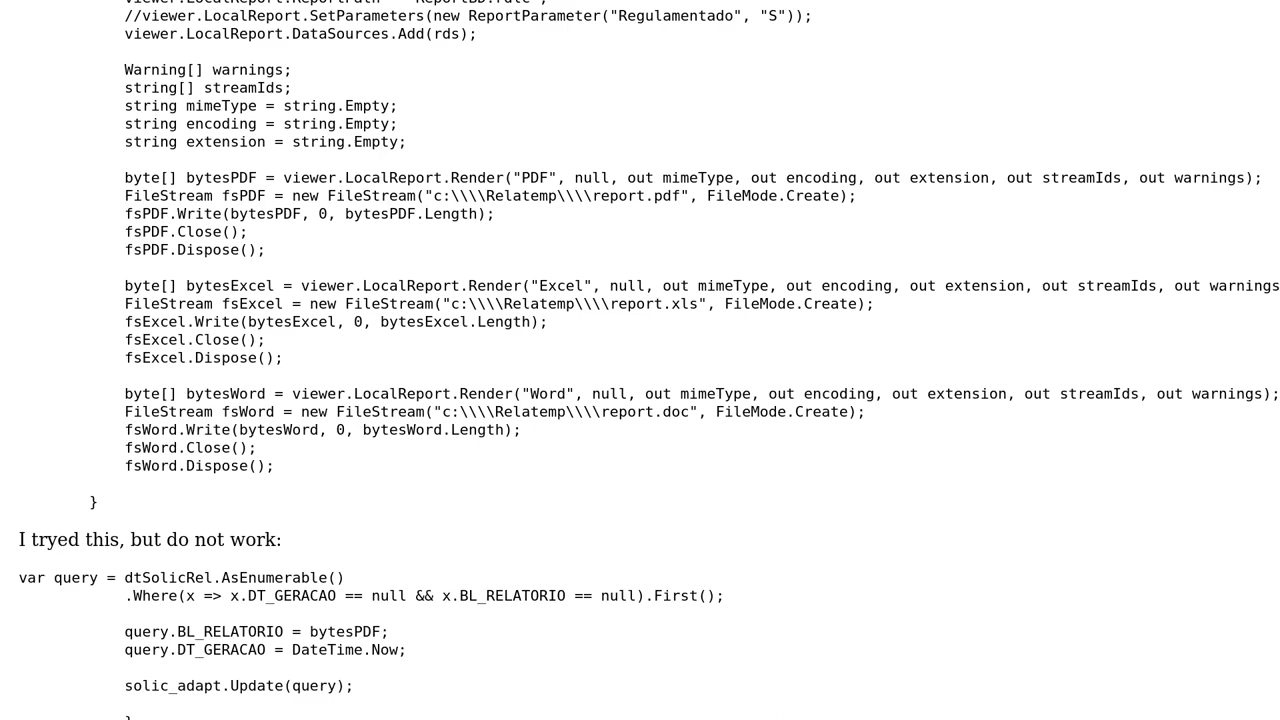 //viewer.LocalReport.SetParameters(new ReportParameter("Regulamentado", "S"));
viewer.LocalReport.DataSources.Add(rds);
Warning[] warnings;
string[] streamIds;
string mimeType = string.Empty;
string encoding = string.Empty;
string extension = string.Empty;
byte[] bytesPDF = viewer.LocalReport.Render("PDF", null, out mimeType, out encoding, out extension, out streamIds, out warnings);
FileStream fsPDF = new FileStream("c:\\\\Relatemp\\\\report.pdf", FileMode.Create);
fsPDF.Write(bytesPDF, 0, bytesPDF.Length);
fsPDF.Close();
fsPDF.Dispose();
byte[] bytesExcel = viewer.LocalReport.Render("Excel", null, out mimeType, out encoding, out extension, out streamIds, out warnings
FileStream fsExcel = new FileStream("c:\\\\Relatemp\\\\report.xls", FileMode.Create);
fsExcel.Write(bytesExcel, 0, bytesExcel.Length);
fsExcel.Close();
fsExcel.Dispose();
byte[] bytesWord = viewer.LocalReport.Render("Word", null, out mimeType, out encoding, out extension, out streamIds, out warnings);
FileStream fsWord = new FileStream("c:\\\\Relatemp\\\\report.doc", FileMode.Create);
fsWord.Write(bytesWord, 0, bytesWord.Length);
fsWord.Close();
fsWord.Dispose();
}
I tryed this, but do not work:
var query = dtSolicRel.AsEnumerable()
.Where(x => x.DT_GERACAO == null && x.BL_RELATORIO == null).First();
query.BL_RELATORIO = bytesPDF;
query.DT_GERACAO = DateTime.Now;
solic_adapt.Update(query);
}